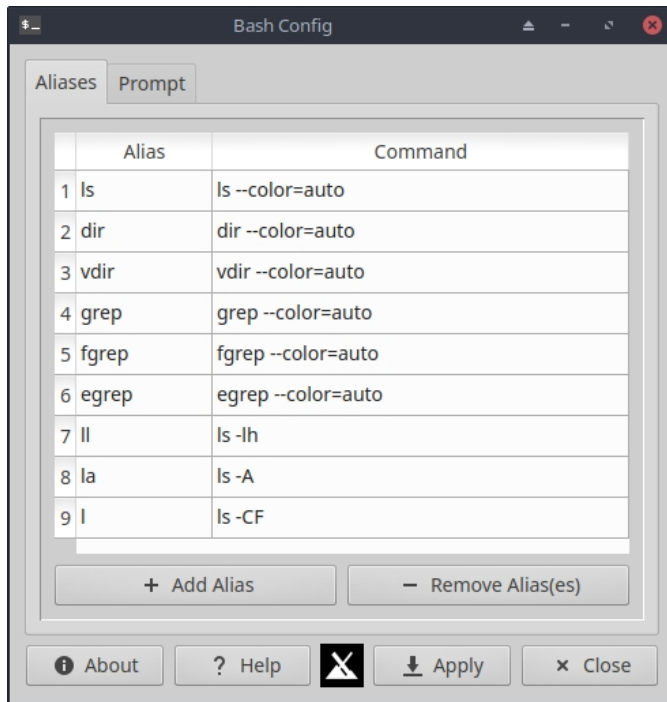 $_ Bash Config
Aliases Prompt
Alias Command
1 ls ls --color=auto
2 dir dir --color=auto
3 vdir vdir --color=auto
4 grep grep --color=auto
5 fgrep fgrep --color=auto
6 egrep egrep --color=auto
7 ll ls -lh
8 la ls -A
9 l ls -CF
+ Add Alias − Remove Alias(es)
About ? Help Apply × Close